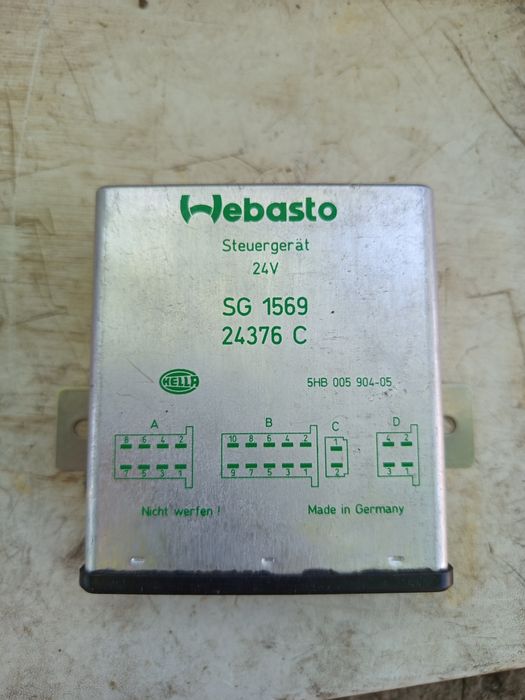 Webasto
Steuergerät
24V
SG 1569
24376 C
HELLA
5HB 005 904-05
A B C D
8 6 4 2 10 8 6 4 2 1 4 2
7 5 3 1 9 7 5 3 1 2 3 1
Nicht werfen! Made in Germany